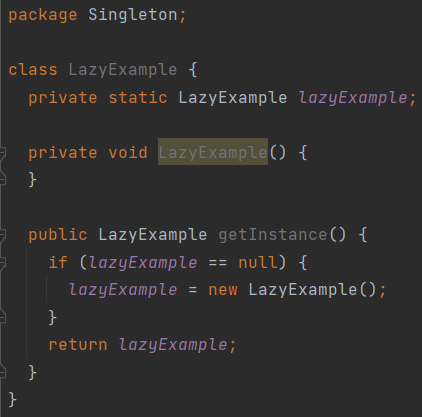 package Singleton;
class LazyExample {
private static LazyExample lazyExample;
private void LazyExample() {
}
public LazyExample getInstance() {
if (lazyExample == null) {
lazyExample = new LazyExample();
}
return lazyExample;
}
}